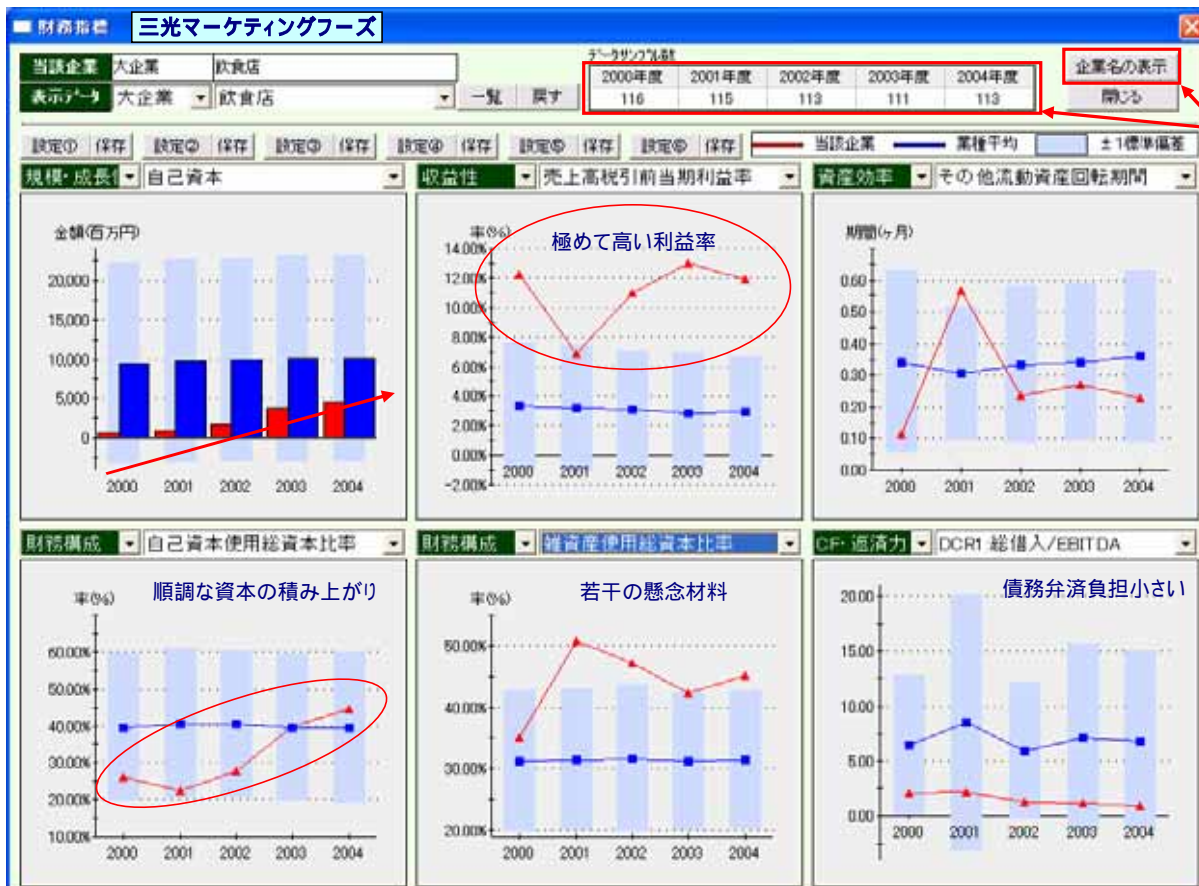 財務指標 三光マーケティングフーズ
当該企業 大企業 飲食店
表示データ 大企業 飲食店 一覧 戻す
データサンプル社数
2000年度 2001年度 2002年度 2003年度 2004年度
116 115 113 111 113
企業名の表示
閉じる
設定① 保存 設定② 保存 設定③ 保存 設定④ 保存 設定⑤ 保存 設定⑥ 保存 当該企業 業種平均 ±1標準偏差
規模・成長性 自己資本
金額(百万円)
20,000
15,000
10,000
5,000
0
2000 2001 2002 2003 2004
収益性 売上高税引前当期利益率
率(%)
極めて高い利益率
14.00%
12.00%
10.00%
8.00%
6.00%
4.00%
2.00%
0.00%
-2.00%
2000 2001 2002 2003 2004
資産効率 その他流動資産回転期間
期間(ヶ月)
0.60
0.50
0.40
0.30
0.20
0.10
0.00
2000 2001 2002 2003 2004
財務構成 自己資本使用総資本比率
率(%) 順調な資本の積み上がり
60.00%
50.00%
40.00%
30.00%
20.00%
10.00%
2000 2001 2002 2003 2004
財務構成 雑資産使用総資本比率
率(%) 若干の懸念材料
50.00%
40.00%
30.00%
20.00%
2000 2001 2002 2003 2004
CF・返済力 DCR1 総借入/EBITDA
債務弁済負担小さい
20.00
15.00
10.00
5.00
0.00
2000 2001 2002 2003 2004